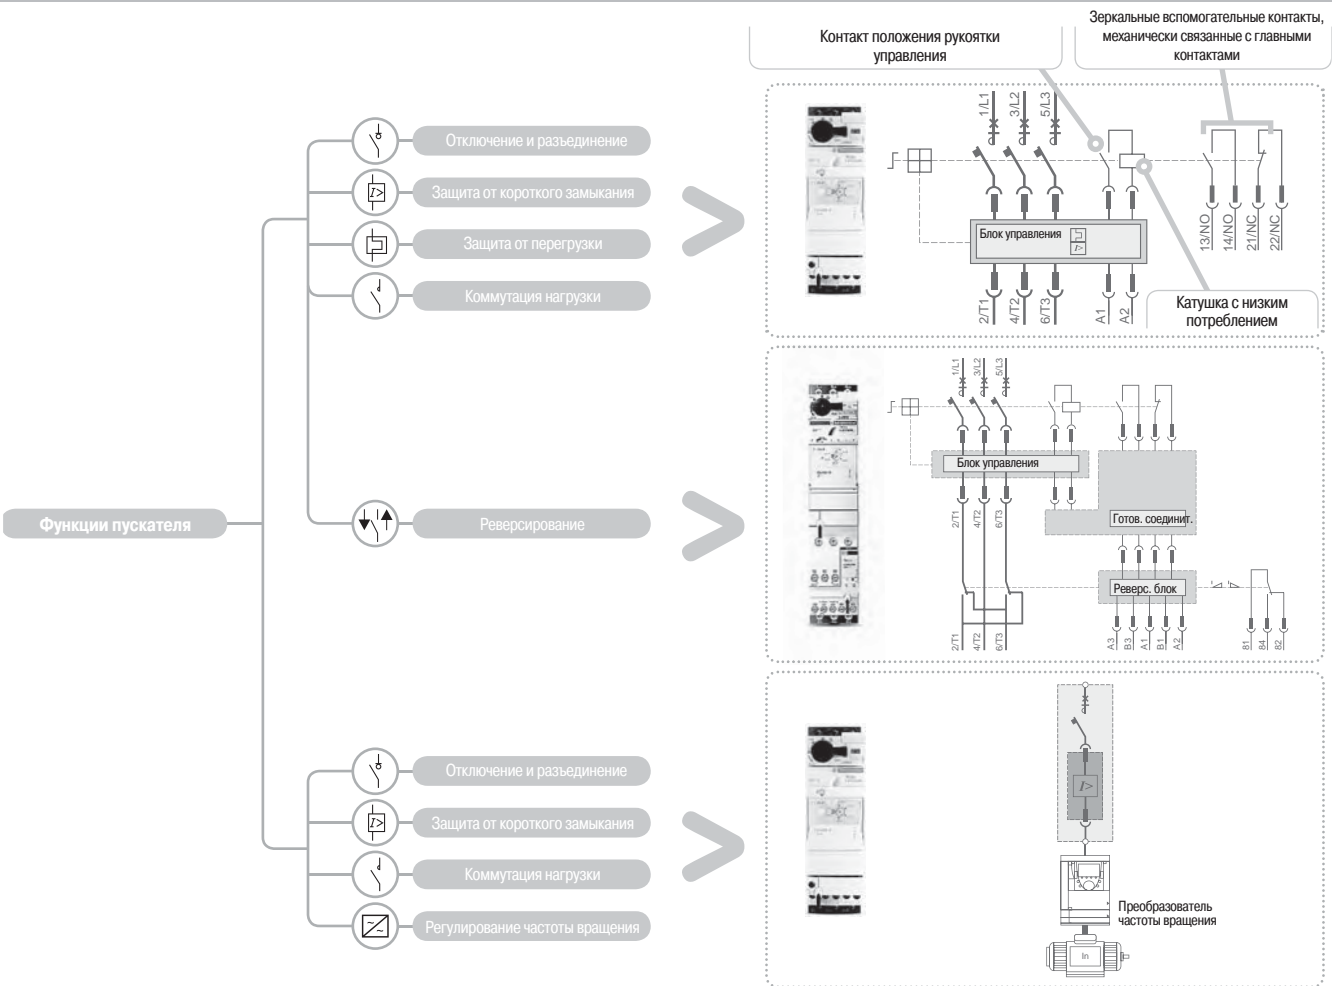 Контакт положения рукоятки
управления
Зеркальные вспомогательные контакты,
механически связанные с главными
контактами
Отключение и разъединение
Защита от короткого замыкания
Защита от перегрузки
Коммутация нагрузки
I>
1/L1
3/L2
5/L3
Блок управления
I>
2/T1
4/T2
6/T3
A1
A2
13/NO
14/NO
21/NC
22/NC
Катушка с низким
потреблением
Функции пускателя
Реверсирование
1/L1
3/L2
5/L3
Блок управления
2/T1
4/T2
6/T3
Готов. соединит.
Реверс. блок
2/T1
4/T2
6/T3
A3
B3
A1
B1
A2
81
84
82
Отключение и разъединение
Защита от короткого замыкания
Коммутация нагрузки
Регулирование частоты вращения
I>
I>
Преобразователь
частоты вращения
In